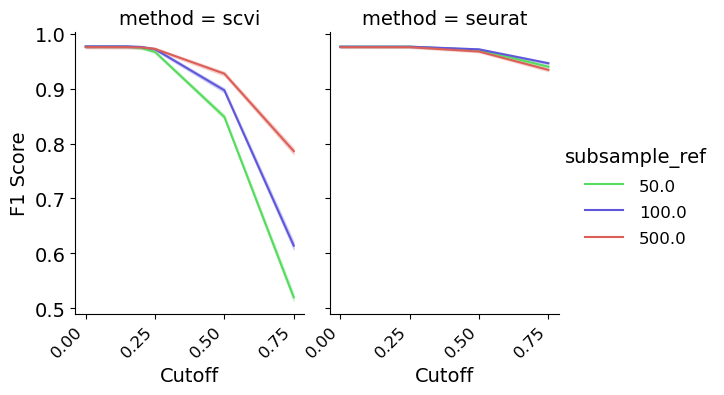 method = scvi
method = seurat
1.0
0.9
0.8
0.7
0.6
0.5
F1 Score
0.00
0.25
0.50
0.75
Cutoff
0.00
0.25
0.50
0.75
Cutoff
subsample_ref
50.0
100.0
500.0